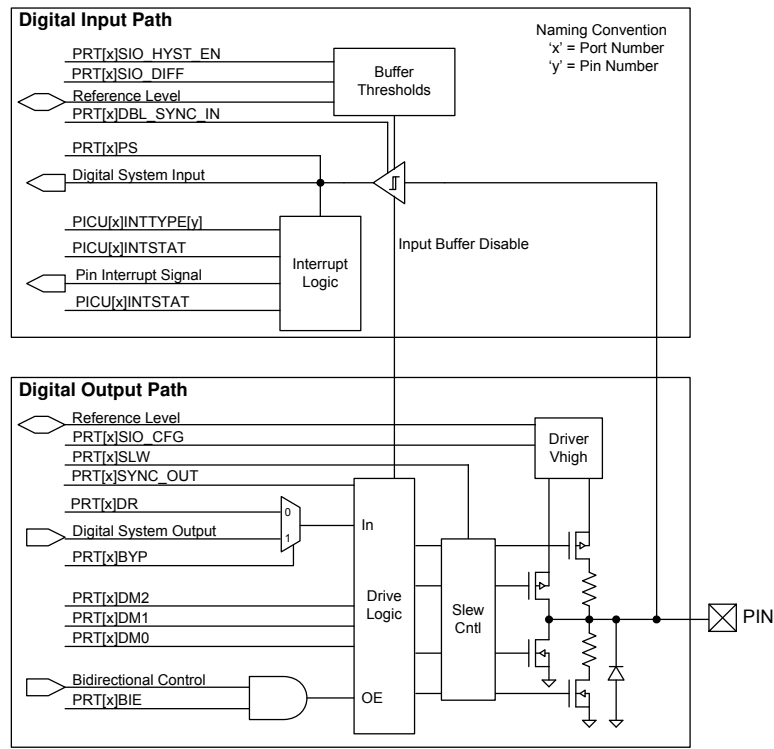 Digital Input Path
Naming Convention
'x' = Port Number
'y' = Pin Number
PRT[x]SIO_HYST_EN
PRT[x]SIO_DIFF
Reference Level
PRT[x]DBL_SYNC_IN
Buffer
Thresholds
PRT[x]PS
Digital System Input
PICU[x]INTTYPE[y]
PICU[x]INTSTAT
Pin Interrupt Signal
PICU[x]INTSTAT
Interrupt
Logic
Input Buffer Disable
Digital Output Path
Reference Level
PRT[x]SIO_CFG
PRT[x]SLW
PRT[x]SYNC_OUT
Driver
Vhigh
PRT[x]DR
Digital System Output
PRT[x]BYP
0
1
In
PRT[x]DM2
PRT[x]DM1
PRT[x]DM0
Drive
Logic
Slew
Cntl
PIN
Bidirectional Control
PRT[x]BIE
OE